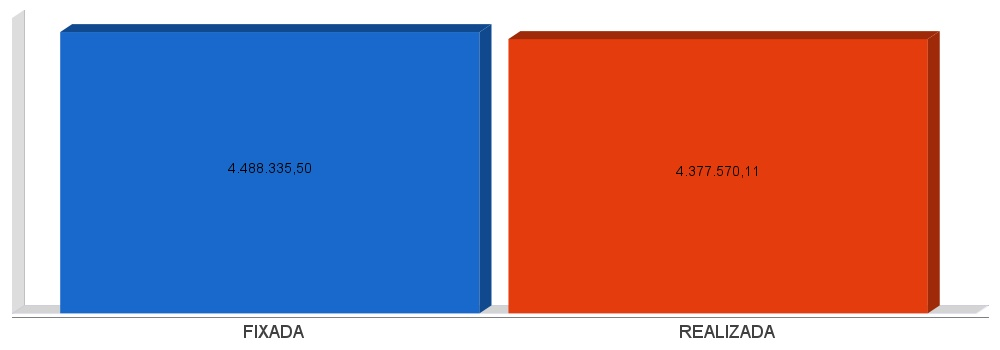 4.488.335,50
4.377.570,11
FIXADA
REALIZADA